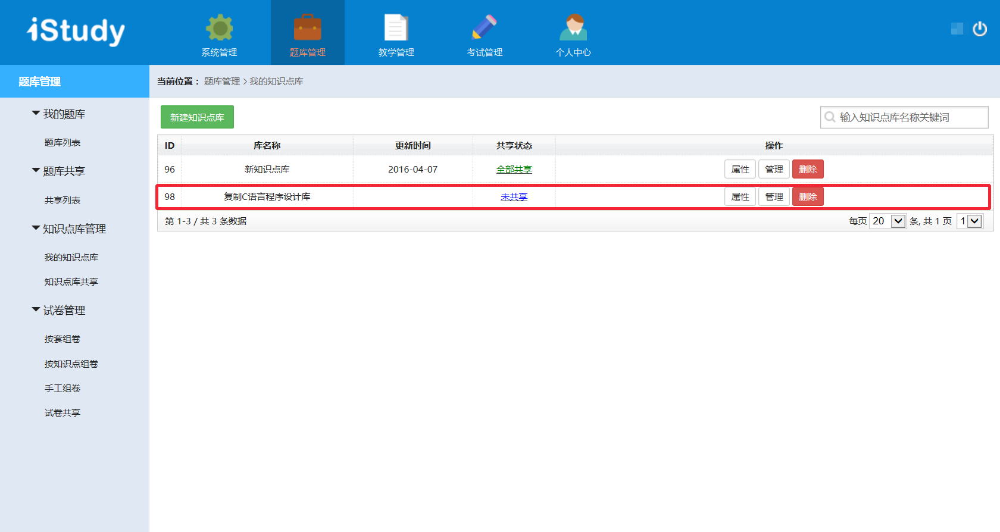 iStudy
系统管理
题库管理
教学管理
考试管理
个人中心
题库管理
当前位置： 题库管理 > 我的知识点库
我的题库
题库列表
题库共享
共享列表
知识点库管理
我的知识点库
知识点库共享
试卷管理
按套组卷
按知识点组卷
手工组卷
试卷共享
新建知识点库
输入知识点库名称关键词
ID 库名称 更新时间 共享状态 操作
96 新知识点库 2016-04-07 全部共享 属性 管理 删除
98 复制C语言程序设计库 未共享 属性 管理 删除
第 1-3 / 共 3 条数据
每页 20 条, 共 1 页 1